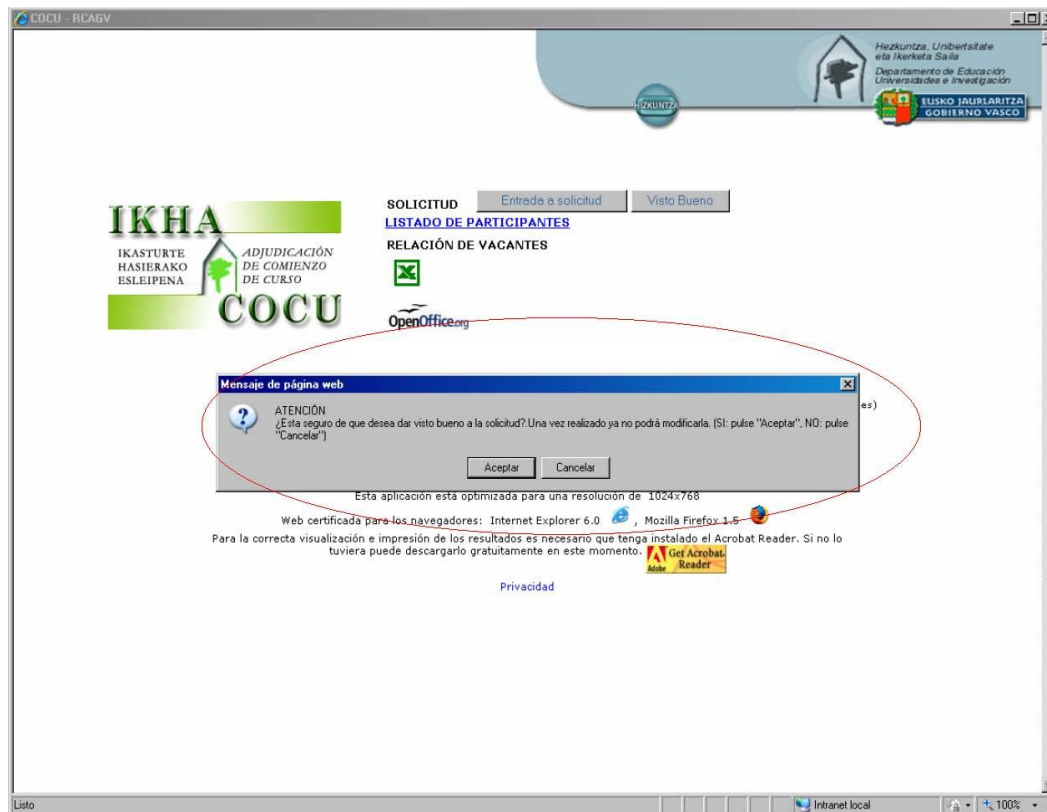 COCU - RCAGV
Hezkuntza, Unibertsitate
eta Ikerketa Saila
Departamento de Educación
Universidades e Investigación
HIZKUNTZA
EUSKO JAURLARITZA
GOBIERNO VASCO
SOLICITUD Entrada a solicitud Visto Bueno
LISTADO DE PARTICIPANTES
RELACIÓN DE VACANTES
IKHA
IKASTURTE
HASIERAKO
ESLEIPENA
ADJUDICACIÓN
DE COMIENZO
DE CURSO
COCU
OpenOffice.org
Mensaje de página web
es)
ATENCIÓN
¿Esta seguro de que desea dar visto bueno a la solicitud?.Una vez realizado ya no podrá modificarla. (SI: pulse "Aceptar", NO: pulse
"Cancelar")
Aceptar Cancelar
Esta aplicación está optimizada para una resolución de 1024x768
Web certificada para los navegadores: Internet Explorer 6.0 , Mozilla Firefox 1.5
Para la correcta visualización e impresión de los resultados es necesario que tenga instalado el Acrobat Reader. Si no lo
tuviera puede descargarlo gratuitamente en este momento.
Get Acrobat
Adobe Reader
Privacidad
Listo Intranet local 100%